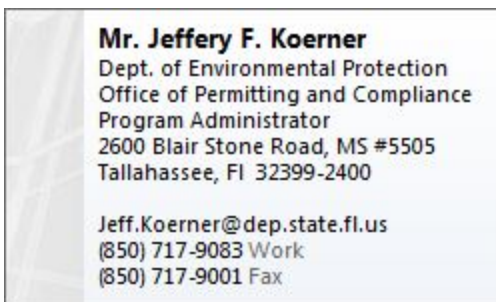 Mr. Jeffery F. Koerner
Dept. of Environmental Protection
Office of Permitting and Compliance
Program Administrator
2600 Blair Stone Road, MS #5505
Tallahassee, Fl  32399-2400
Jeff.Koerner@dep.state.fl.us
(850) 717-9083 Work
(850) 717-9001 Fax